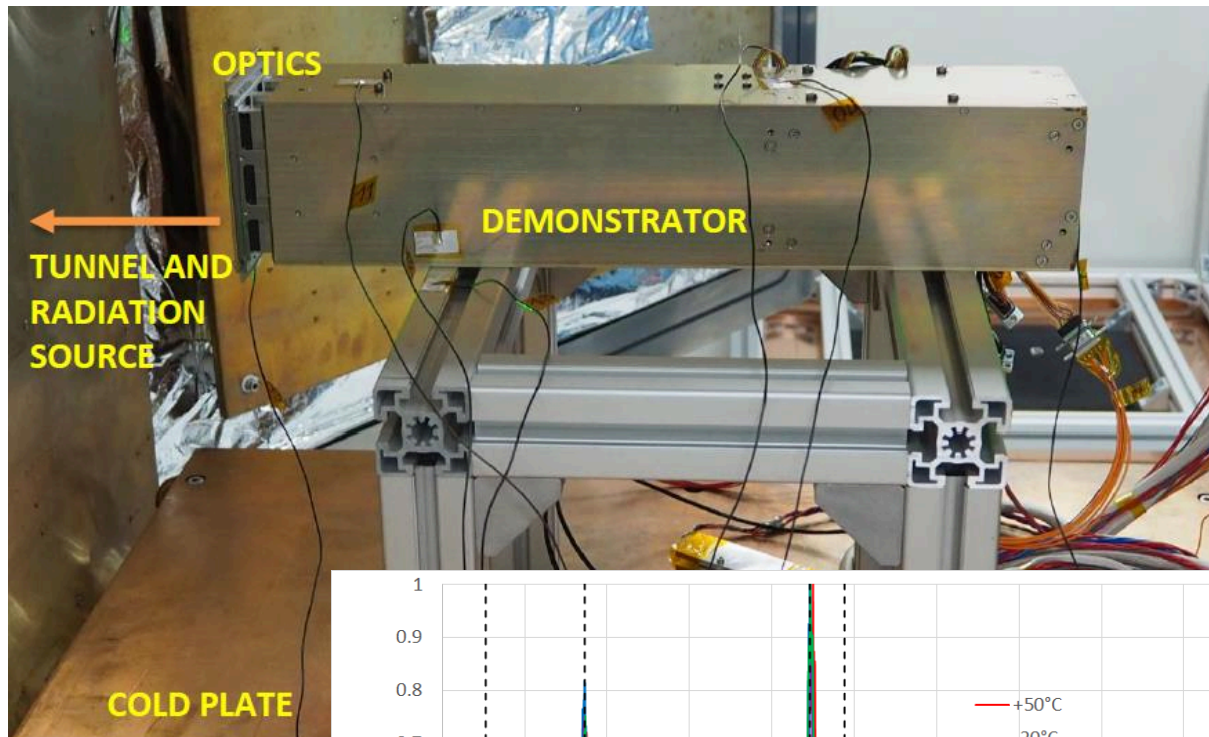 OPTICS
DEMONSTRATOR
TUNNEL AND
RADIATION
SOURCE
COLD PLATE
1
0.9
0.8
+50°C